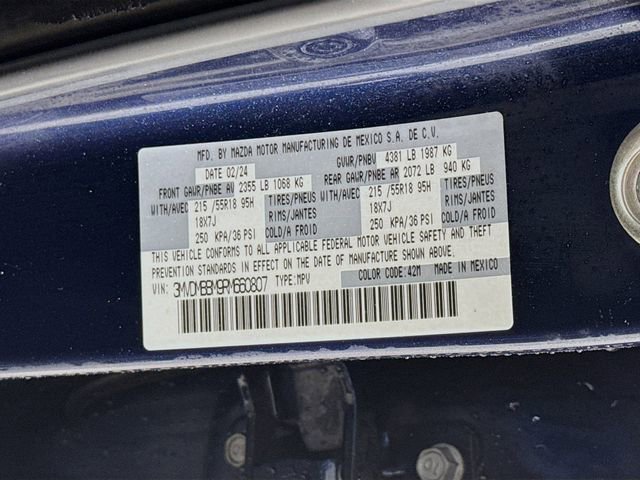 MFD. BY MAZDA MOTOR MANUFACTURING DE MEXICO S.A. DE C.V.
DATE 02/24 GVWR/PNBV 4381 LB 1987 KG
FRONT GAWR/PNBE AV 2355 LB 1068 KG REAR GAWR/PNBE AR 2072 LB 940 KG
WITH/AVEC 215 /55R18 95H TIRES/PNEUS WITH/AVEC 215 /55R18 95H TIRES/PNEUS
18X7J RIMS/JANTES 18X7J RIMS/JANTES
250 KPA/36 PSI COLD/A FROID 250 KPA/36 PSI COLD/A FROID
THIS VEHICLE CONFORMS TO ALL APPLICABLE FEDERAL MOTOR VEHICLE SAFETY AND THEFT
PREVENTION STANDARDS IN EFFECT ON THE DATE OF MANUFACTURE SHOWN ABOVE.
VIN: 3MVDMBBM9RM660807 TYPE: MPV COLOR CODE: 42M MADE IN MEXICO